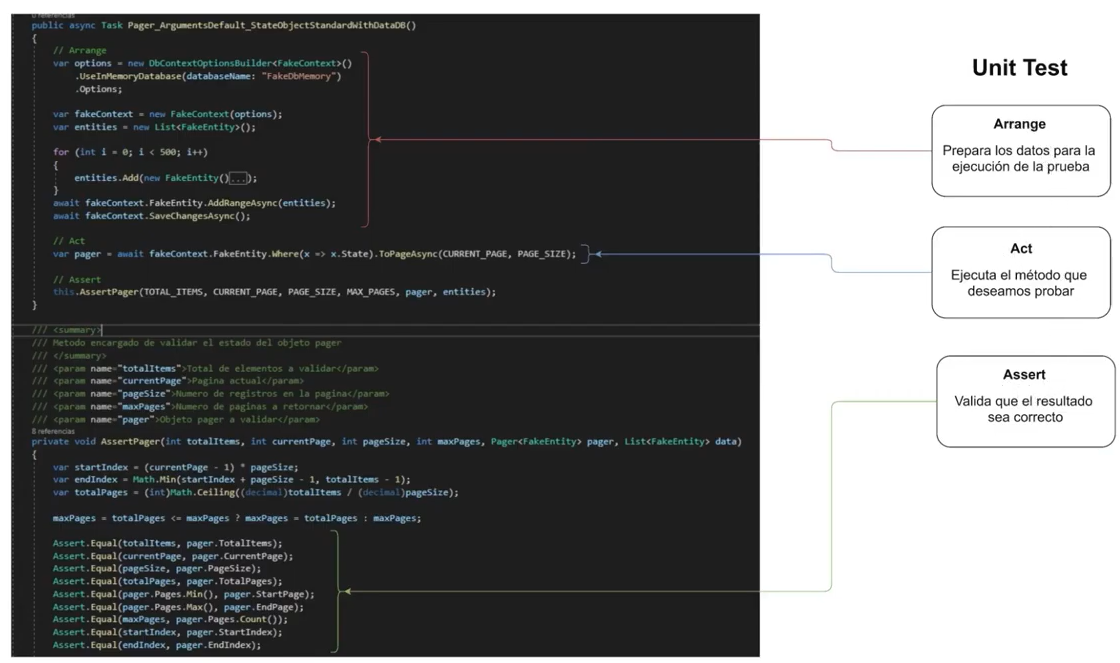 0 referencias
public async Task Pager_ArgumentsDefault_StateObjectStandardWithDataDB()
{
// Arrange
var options = new DbContextOptionsBuilder<FakeContext>()
.UseInMemoryDatabase(databaseName: "FakeDbMemory")
.Options;
var fakeContext = new FakeContext(options);
var entities = new List<FakeEntity>();
for (int i = 0; i < 500; i++)
{
entities.Add(new FakeEntity()...);
}
await fakeContext.FakeEntity.AddRangeAsync(entities);
await fakeContext.SaveChangesAsync();
// Act
var pager = await fakeContext.FakeEntity.Where(x => x.State).ToPageAsync(CURRENT_PAGE, PAGE_SIZE);
// Assert
this.AssertPager(TOTAL_ITEMS, CURRENT_PAGE, PAGE_SIZE, MAX_PAGES, pager, entities);
}
/// <summary>
/// Metodo encargado de validar el estado del objeto pager
/// </summary>
/// <param name="totalItems">Total de elementos a validar</param>
/// <param name="currentPage">Pagina actual</param>
/// <param name="pageSize">Numero de registros en la pagina</param>
/// <param name="maxPages">Numero de paginas a retornar</param>
/// <param name="pager">Objeto pager a validar</param>
8 referencias
private void AssertPager(int totalItems, int currentPage, int pageSize, int maxPages, Pager<FakeEntity> pager, List<FakeEntity> data)
{
var startIndex = (currentPage - 1) * pageSize;
var endIndex = Math.Min(startIndex + pageSize - 1, totalItems - 1);
var totalPages = (int)Math.Ceiling((decimal)totalItems / (decimal)pageSize);
maxPages = totalPages <= maxPages ? maxPages = totalPages : maxPages;
Assert.Equal(totalItems, pager.TotalItems);
Assert.Equal(currentPage, pager.CurrentPage);
Assert.Equal(pageSize, pager.PageSize);
Assert.Equal(totalPages, pager.TotalPages);
Assert.Equal(pager.Pages.Min(), pager.StartPage);
Assert.Equal(pager.Pages.Max(), pager.EndPage);
Assert.Equal(maxPages, pager.Pages.Count());
Assert.Equal(startIndex, pager.StartIndex);
Assert.Equal(endIndex, pager.EndIndex);
Unit Test
Arrange
Prepara los datos para la
ejecución de la prueba
Act
Ejecuta el método que
deseamos probar
Assert
Valida que el resultado
sea correcto